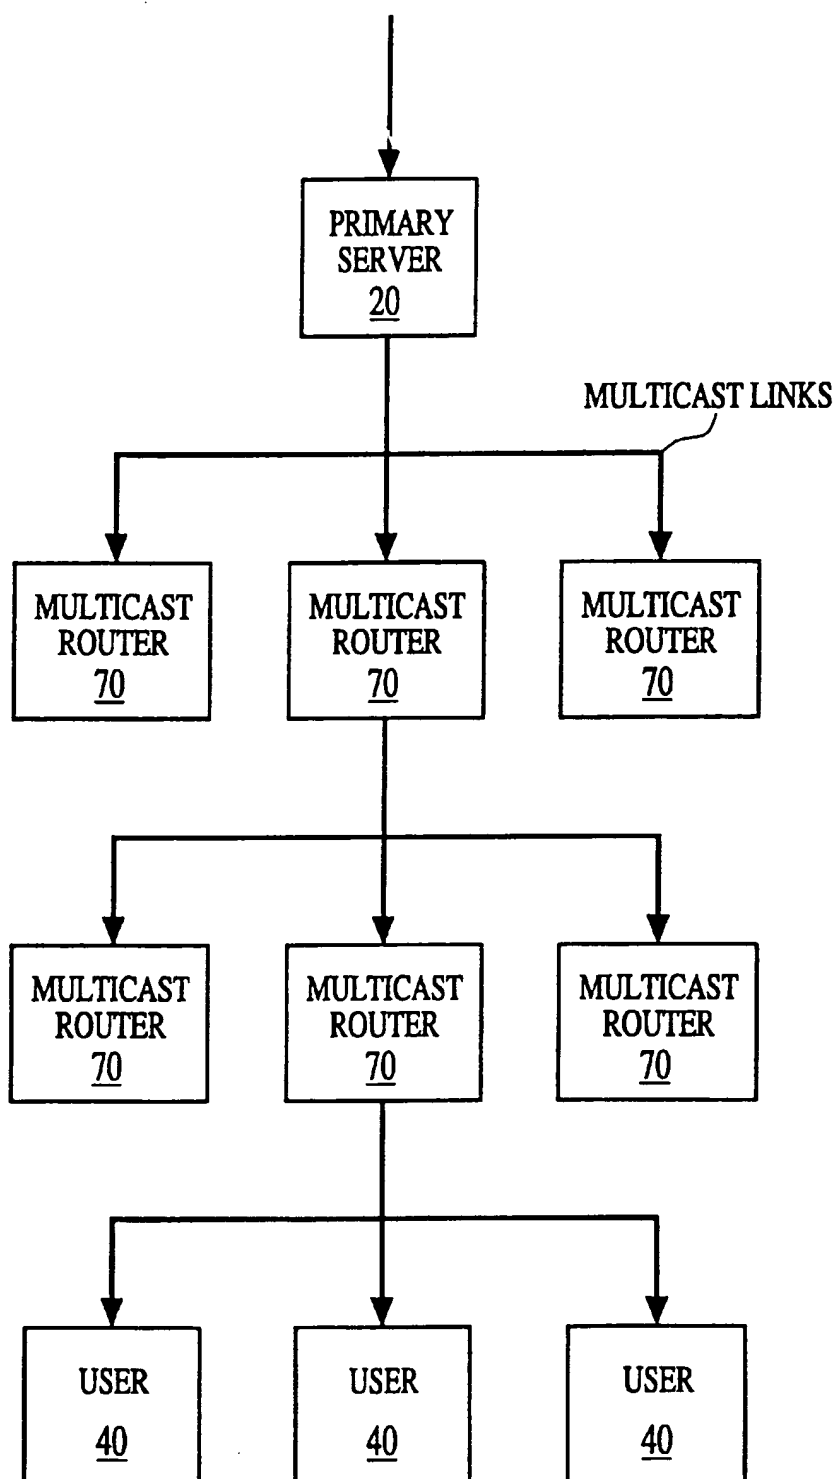 PRIMARY
SERVER
20
MULTICAST LINKS
MULTICAST
ROUTER
70
MULTICAST
ROUTER
70
MULTICAST
ROUTER
70
MULTICAST
ROUTER
70
MULTICAST
ROUTER
70
MULTICAST
ROUTER
70
USER
40
USER
40
USER
40